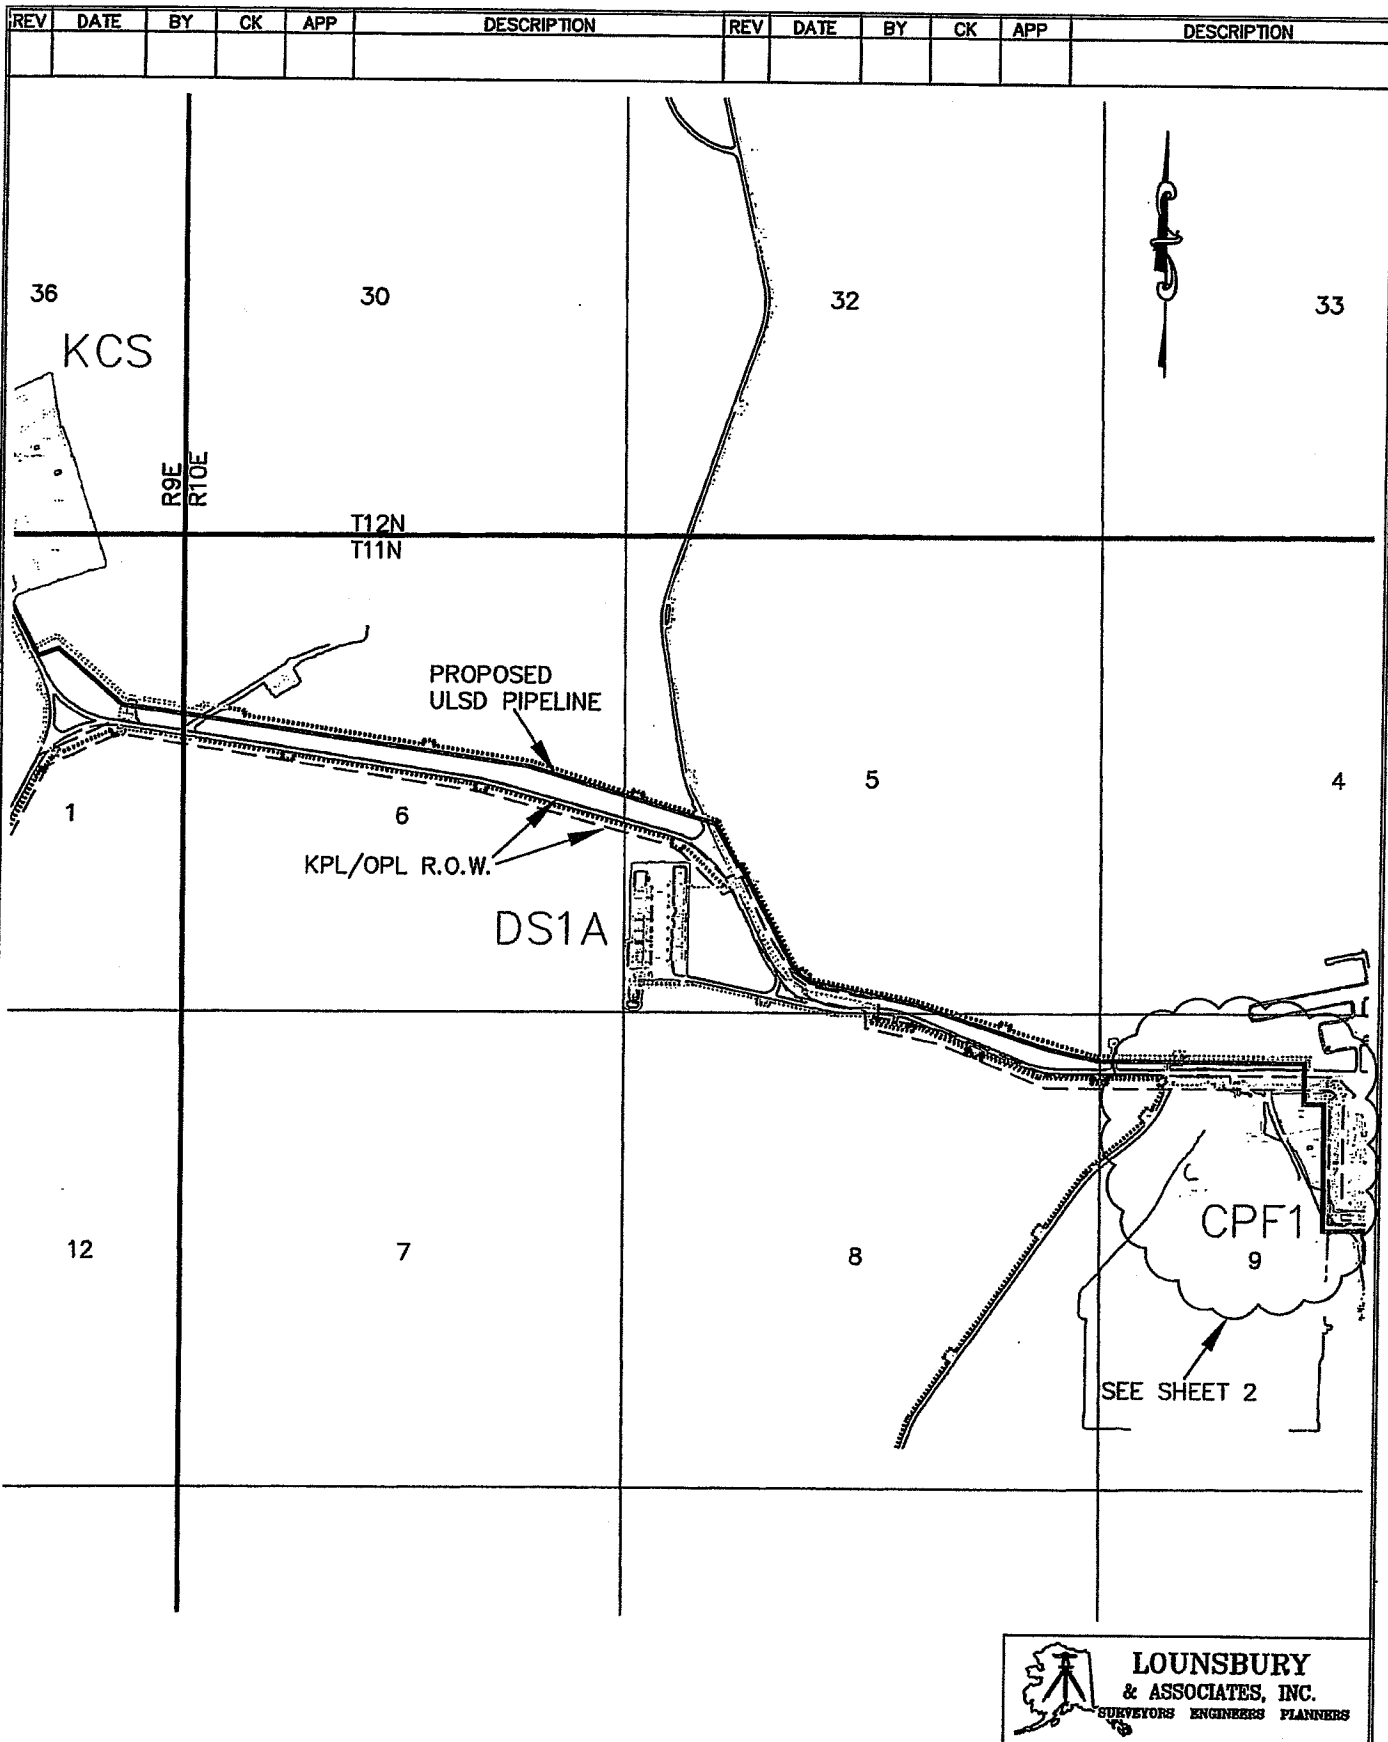 REV DATE BY CK APP DESCRIPTION REV DATE BY CK APP DESCRIPTION
36 30 32 33
KCS
R9E
R10E
T12N
T11N
PROPOSED
ULSD PIPELINE
5 4
1 6
KPL/OPL R.O.W.
DS1A
CPF1
12 7 8 9
SEE SHEET 2
LOUNSBURY
& ASSOCIATES, INC.
SURVEYORS ENGINEERS PLANNERS